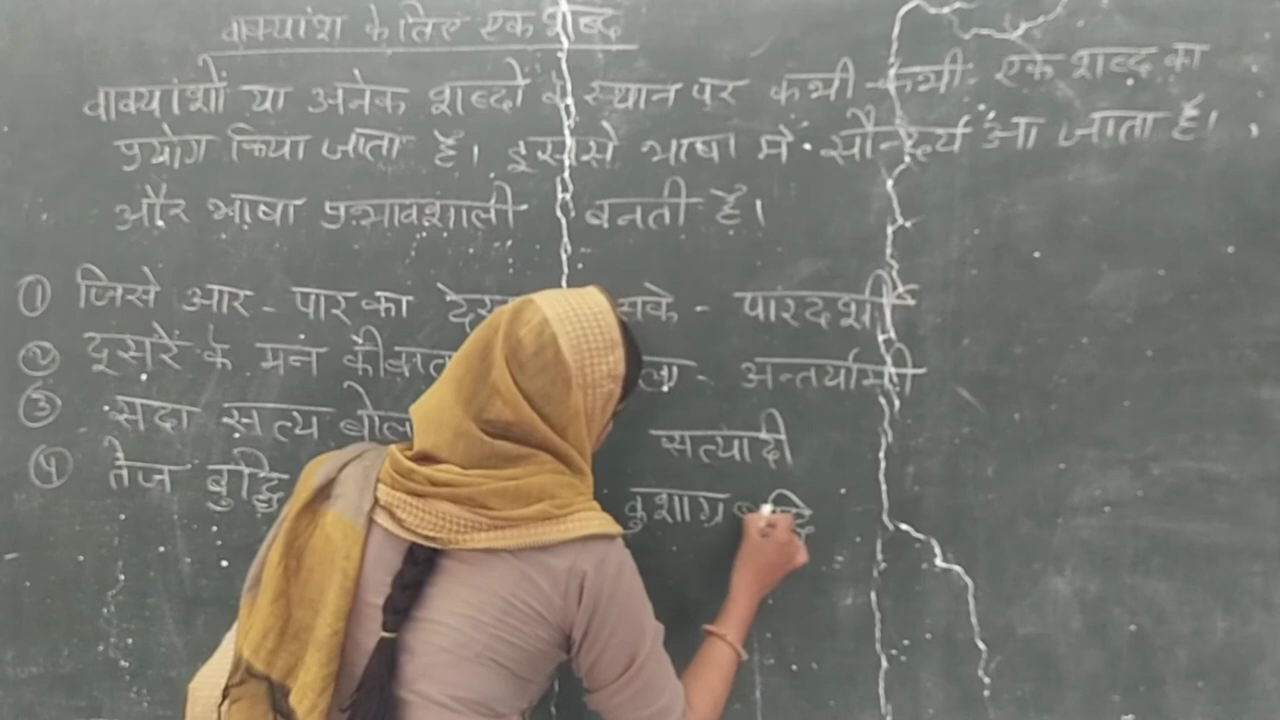 वाक्यांश के लिए एक शब्द
वाक्यांशों या अनेक शब्दों के स्थान पर कभी-कभी एक शब्द का
प्रयोग किया जाता है। इससे भाषा मे सौन्दर्य आ जाता है।
और भाषा प्रभावशाली बनती है।
① जिसे आर-पार का सके - पारदर्शी
② दूसरें के मन की ला - अन्तर्यामी
③ सदा सत्य बोल सत्यादी
④ तेज बुद्धि कुशाग्र बुद्धि